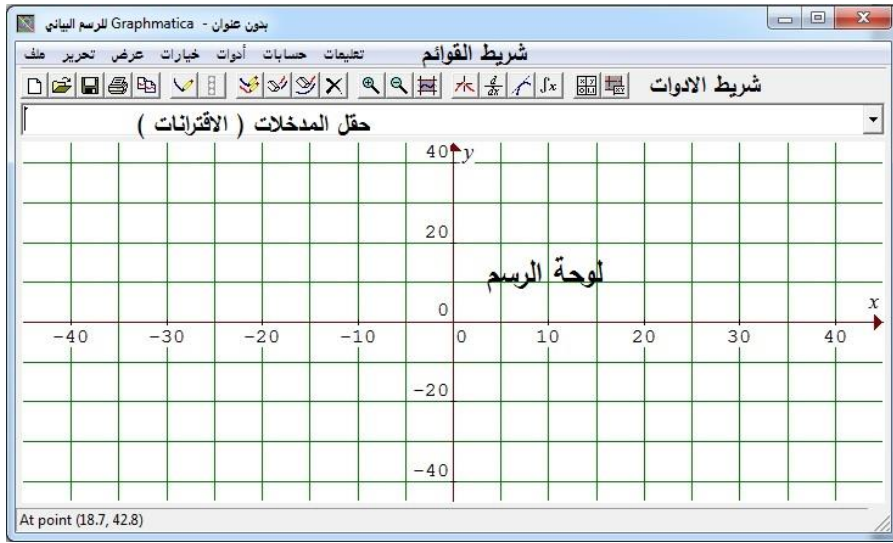 بدون عنوان - Graphmatica للرسم البياني
ملف تحرير عرض خيارات أدوات حسابات تعليمات شريط القوائم
شريط الادوات
حقل المدخلات ( الاقترانات )
40 y
20
لوحة الرسم
0 x
-40 -30 -20 -10 0 10 20 30 40
-20
-40
At point (18.7, 42.8)